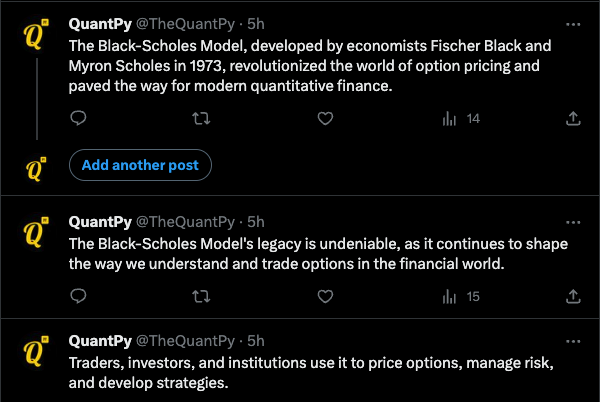 QuantPy @TheQuantPy · 5h
The Black-Scholes Model, developed by economists Fischer Black and
Myron Scholes in 1973, revolutionized the world of option pricing and
paved the way for modern quantitative finance.
14
Add another post
QuantPy @TheQuantPy · 5h
The Black-Scholes Model's legacy is undeniable, as it continues to shape
the way we understand and trade options in the financial world.
15
QuantPy @TheQuantPy · 5h
Traders, investors, and institutions use it to price options, manage risk,
and develop strategies.